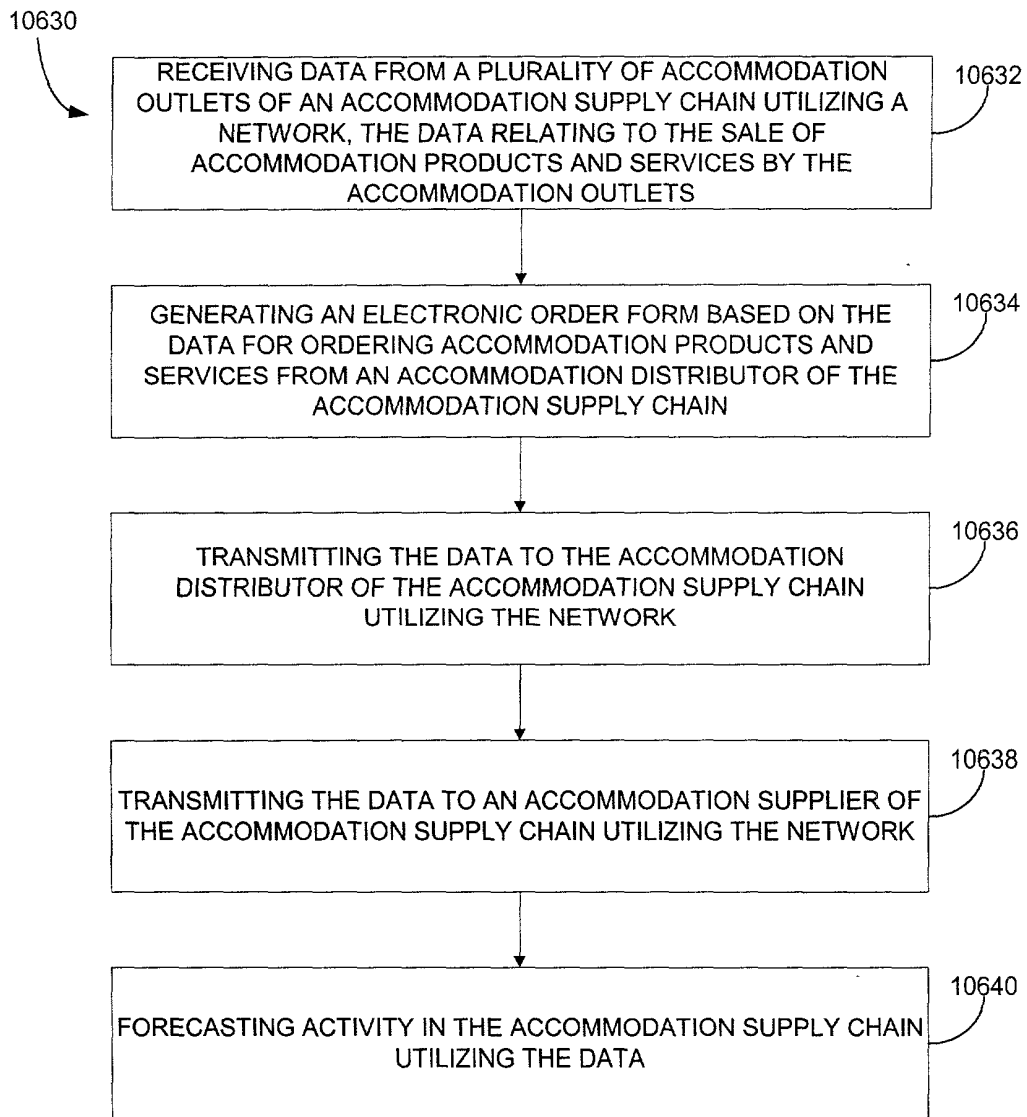 10630
RECEIVING DATA FROM A PLURALITY OF ACCOMMODATION
OUTLETS OF AN ACCOMMODATION SUPPLY CHAIN UTILIZING A
NETWORK, THE DATA RELATING TO THE SALE OF
ACCOMMODATION PRODUCTS AND SERVICES BY THE
ACCOMMODATION OUTLETS
10632
GENERATING AN ELECTRONIC ORDER FORM BASED ON THE
DATA FOR ORDERING ACCOMMODATION PRODUCTS AND
SERVICES FROM AN ACCOMMODATION DISTRIBUTOR OF THE
ACCOMMODATION SUPPLY CHAIN
10634
TRANSMITTING THE DATA TO THE ACCOMMODATION
DISTRIBUTOR OF THE ACCOMMODATION SUPPLY CHAIN
UTILIZING THE NETWORK
10636
TRANSMITTING THE DATA TO AN ACCOMMODATION SUPPLIER OF
THE ACCOMMODATION SUPPLY CHAIN UTILIZING THE NETWORK
10638
FORECASTING ACTIVITY IN THE ACCOMMODATION SUPPLY CHAIN
UTILIZING THE DATA
10640